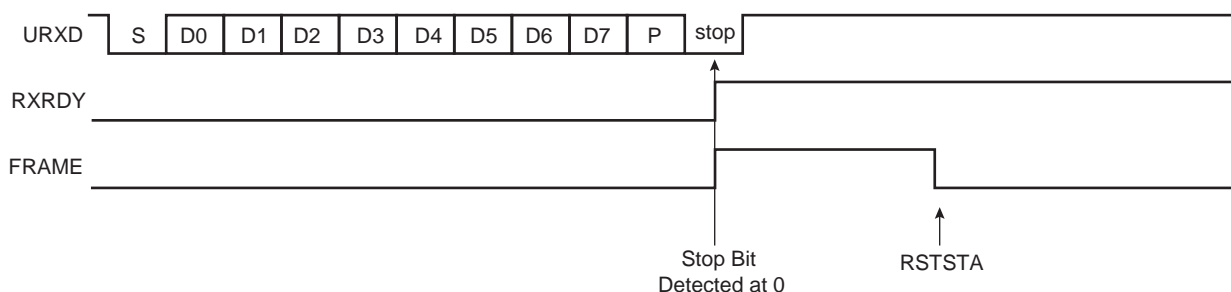 URXD S D0 D1 D2 D3 D4 D5 D6 D7 P stop
RXRDY
FRAME
Stop Bit
Detected at 0
RSTSTA